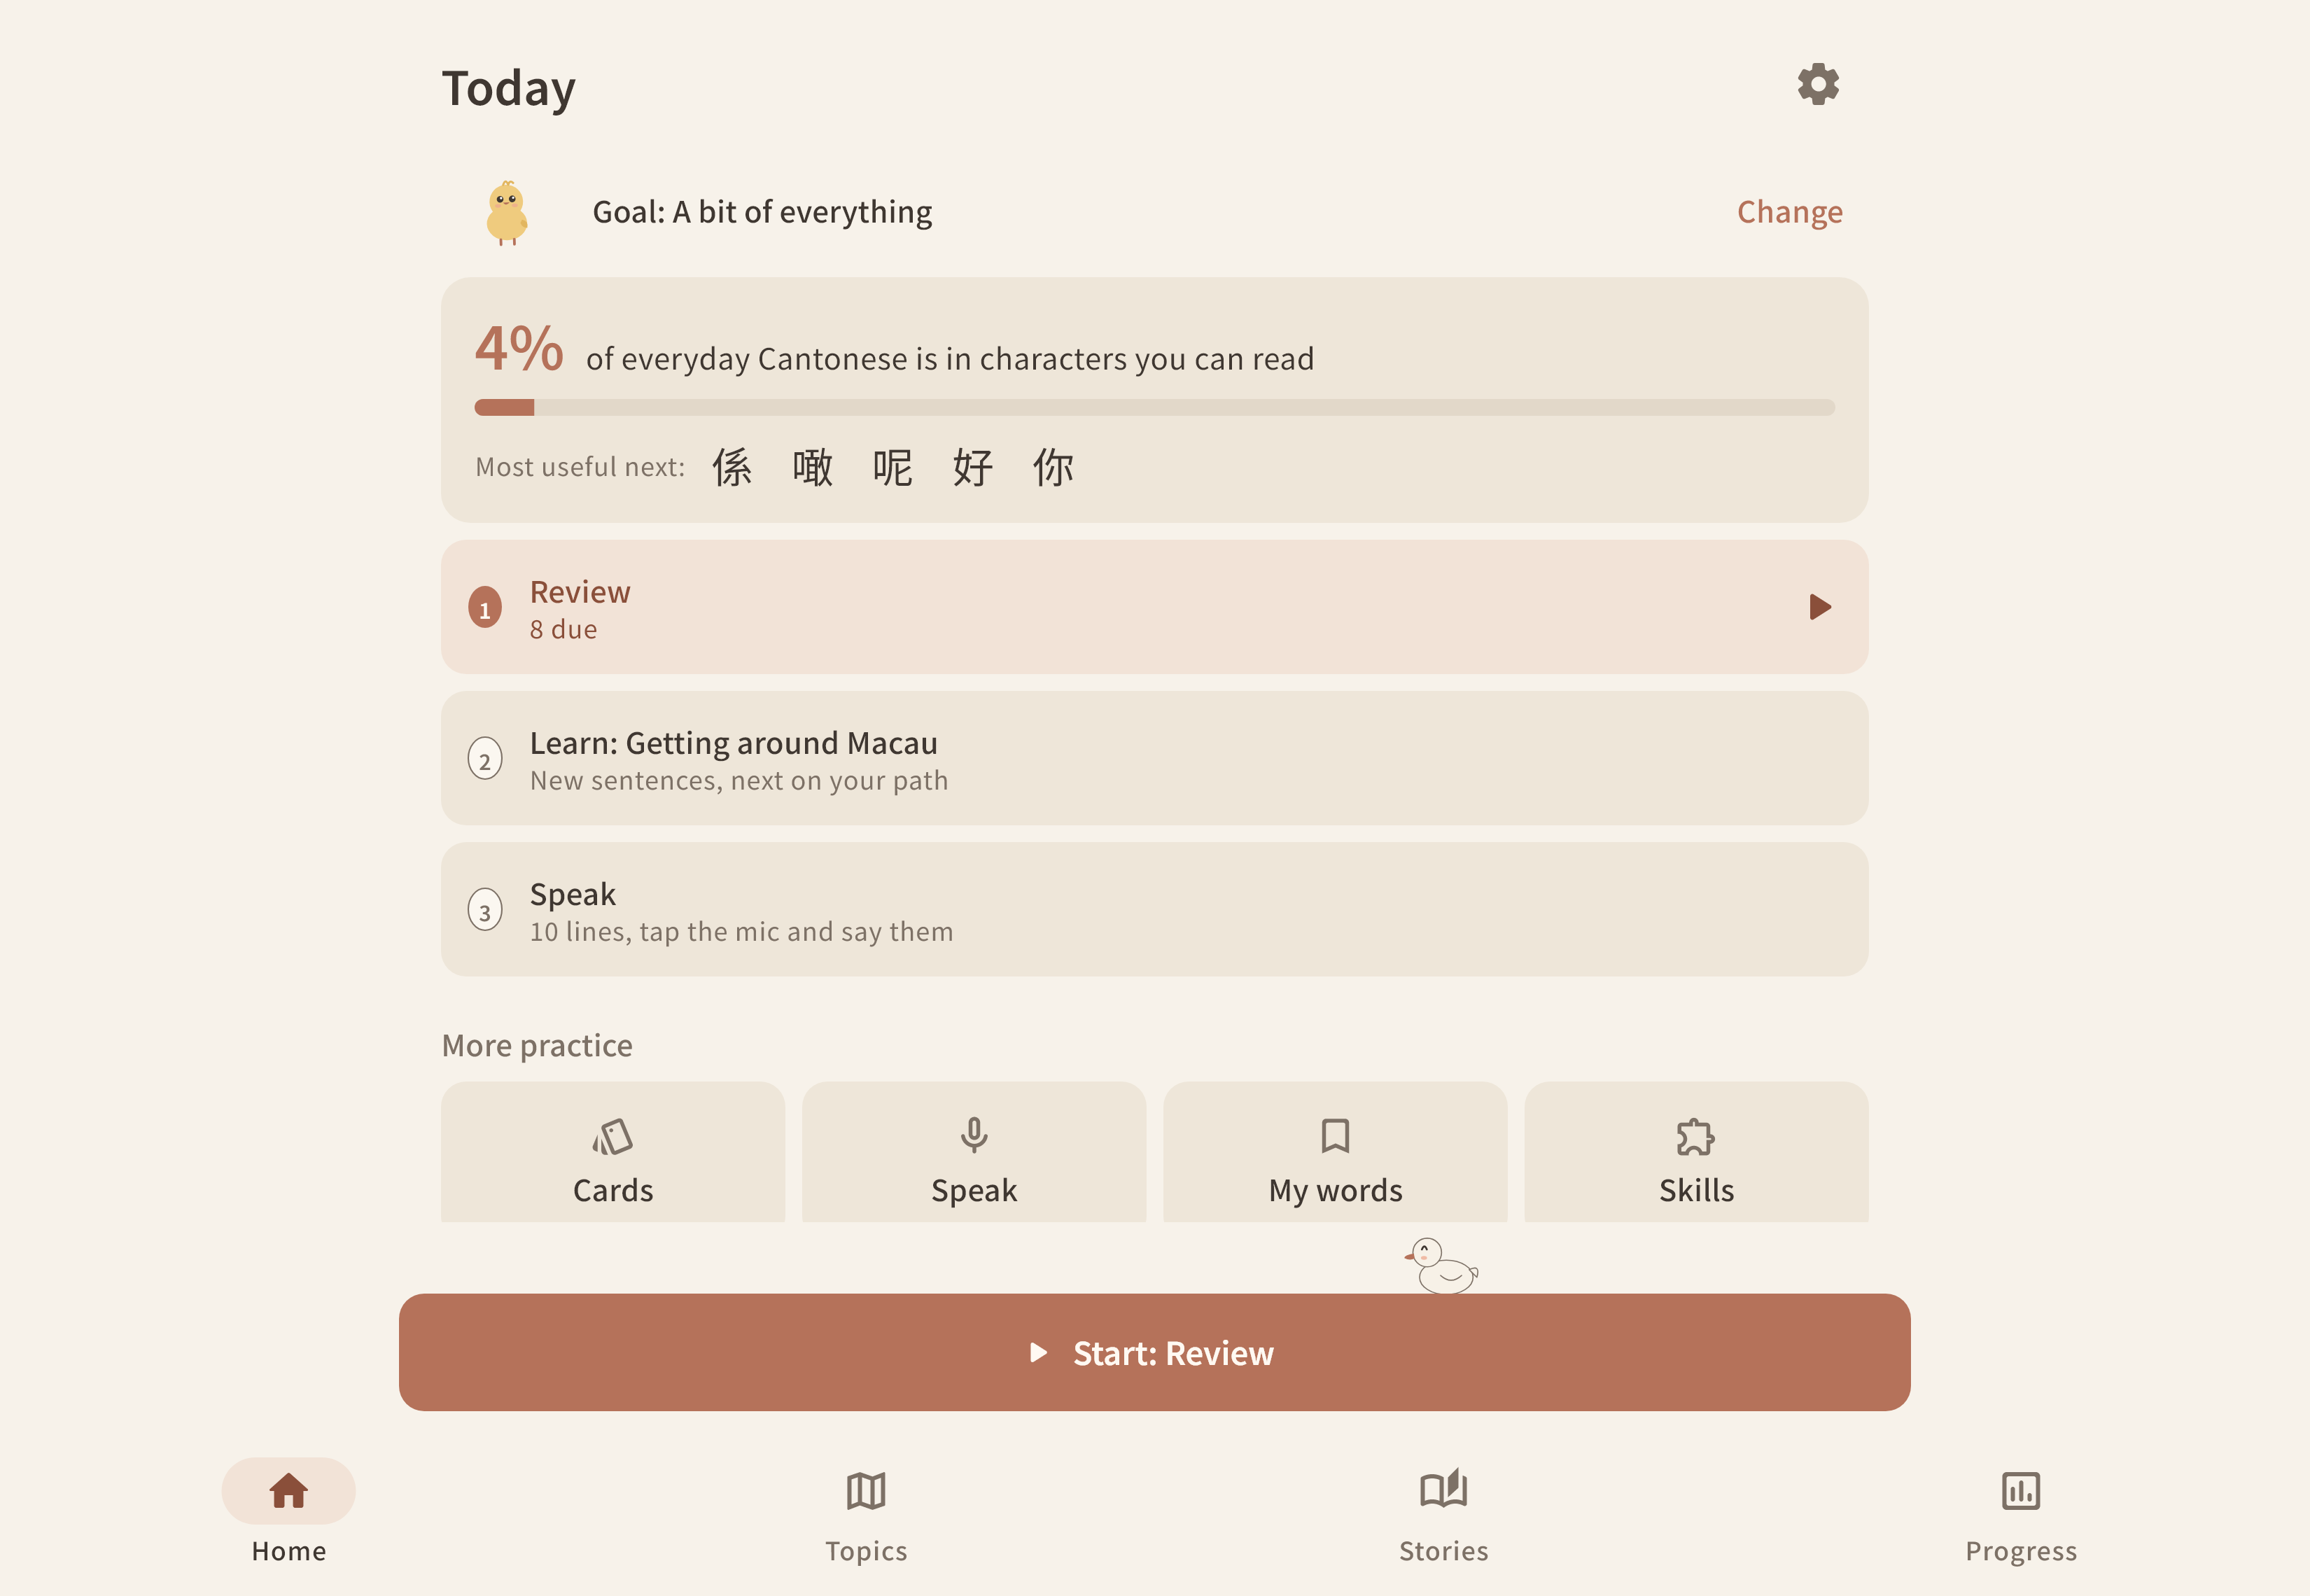 Today
Goal: A bit of everything
Change
4% of everyday Cantonese is in characters you can read
Most useful next: 係 噉 呢 好 你
1
Review
8 due
2
Learn: Getting around Macau
New sentences, next on your path
3
Speak
10 lines, tap the mic and say them
More practice
Cards
Speak
My words
Skills
Start: Review
Home
Topics
Stories
Progress